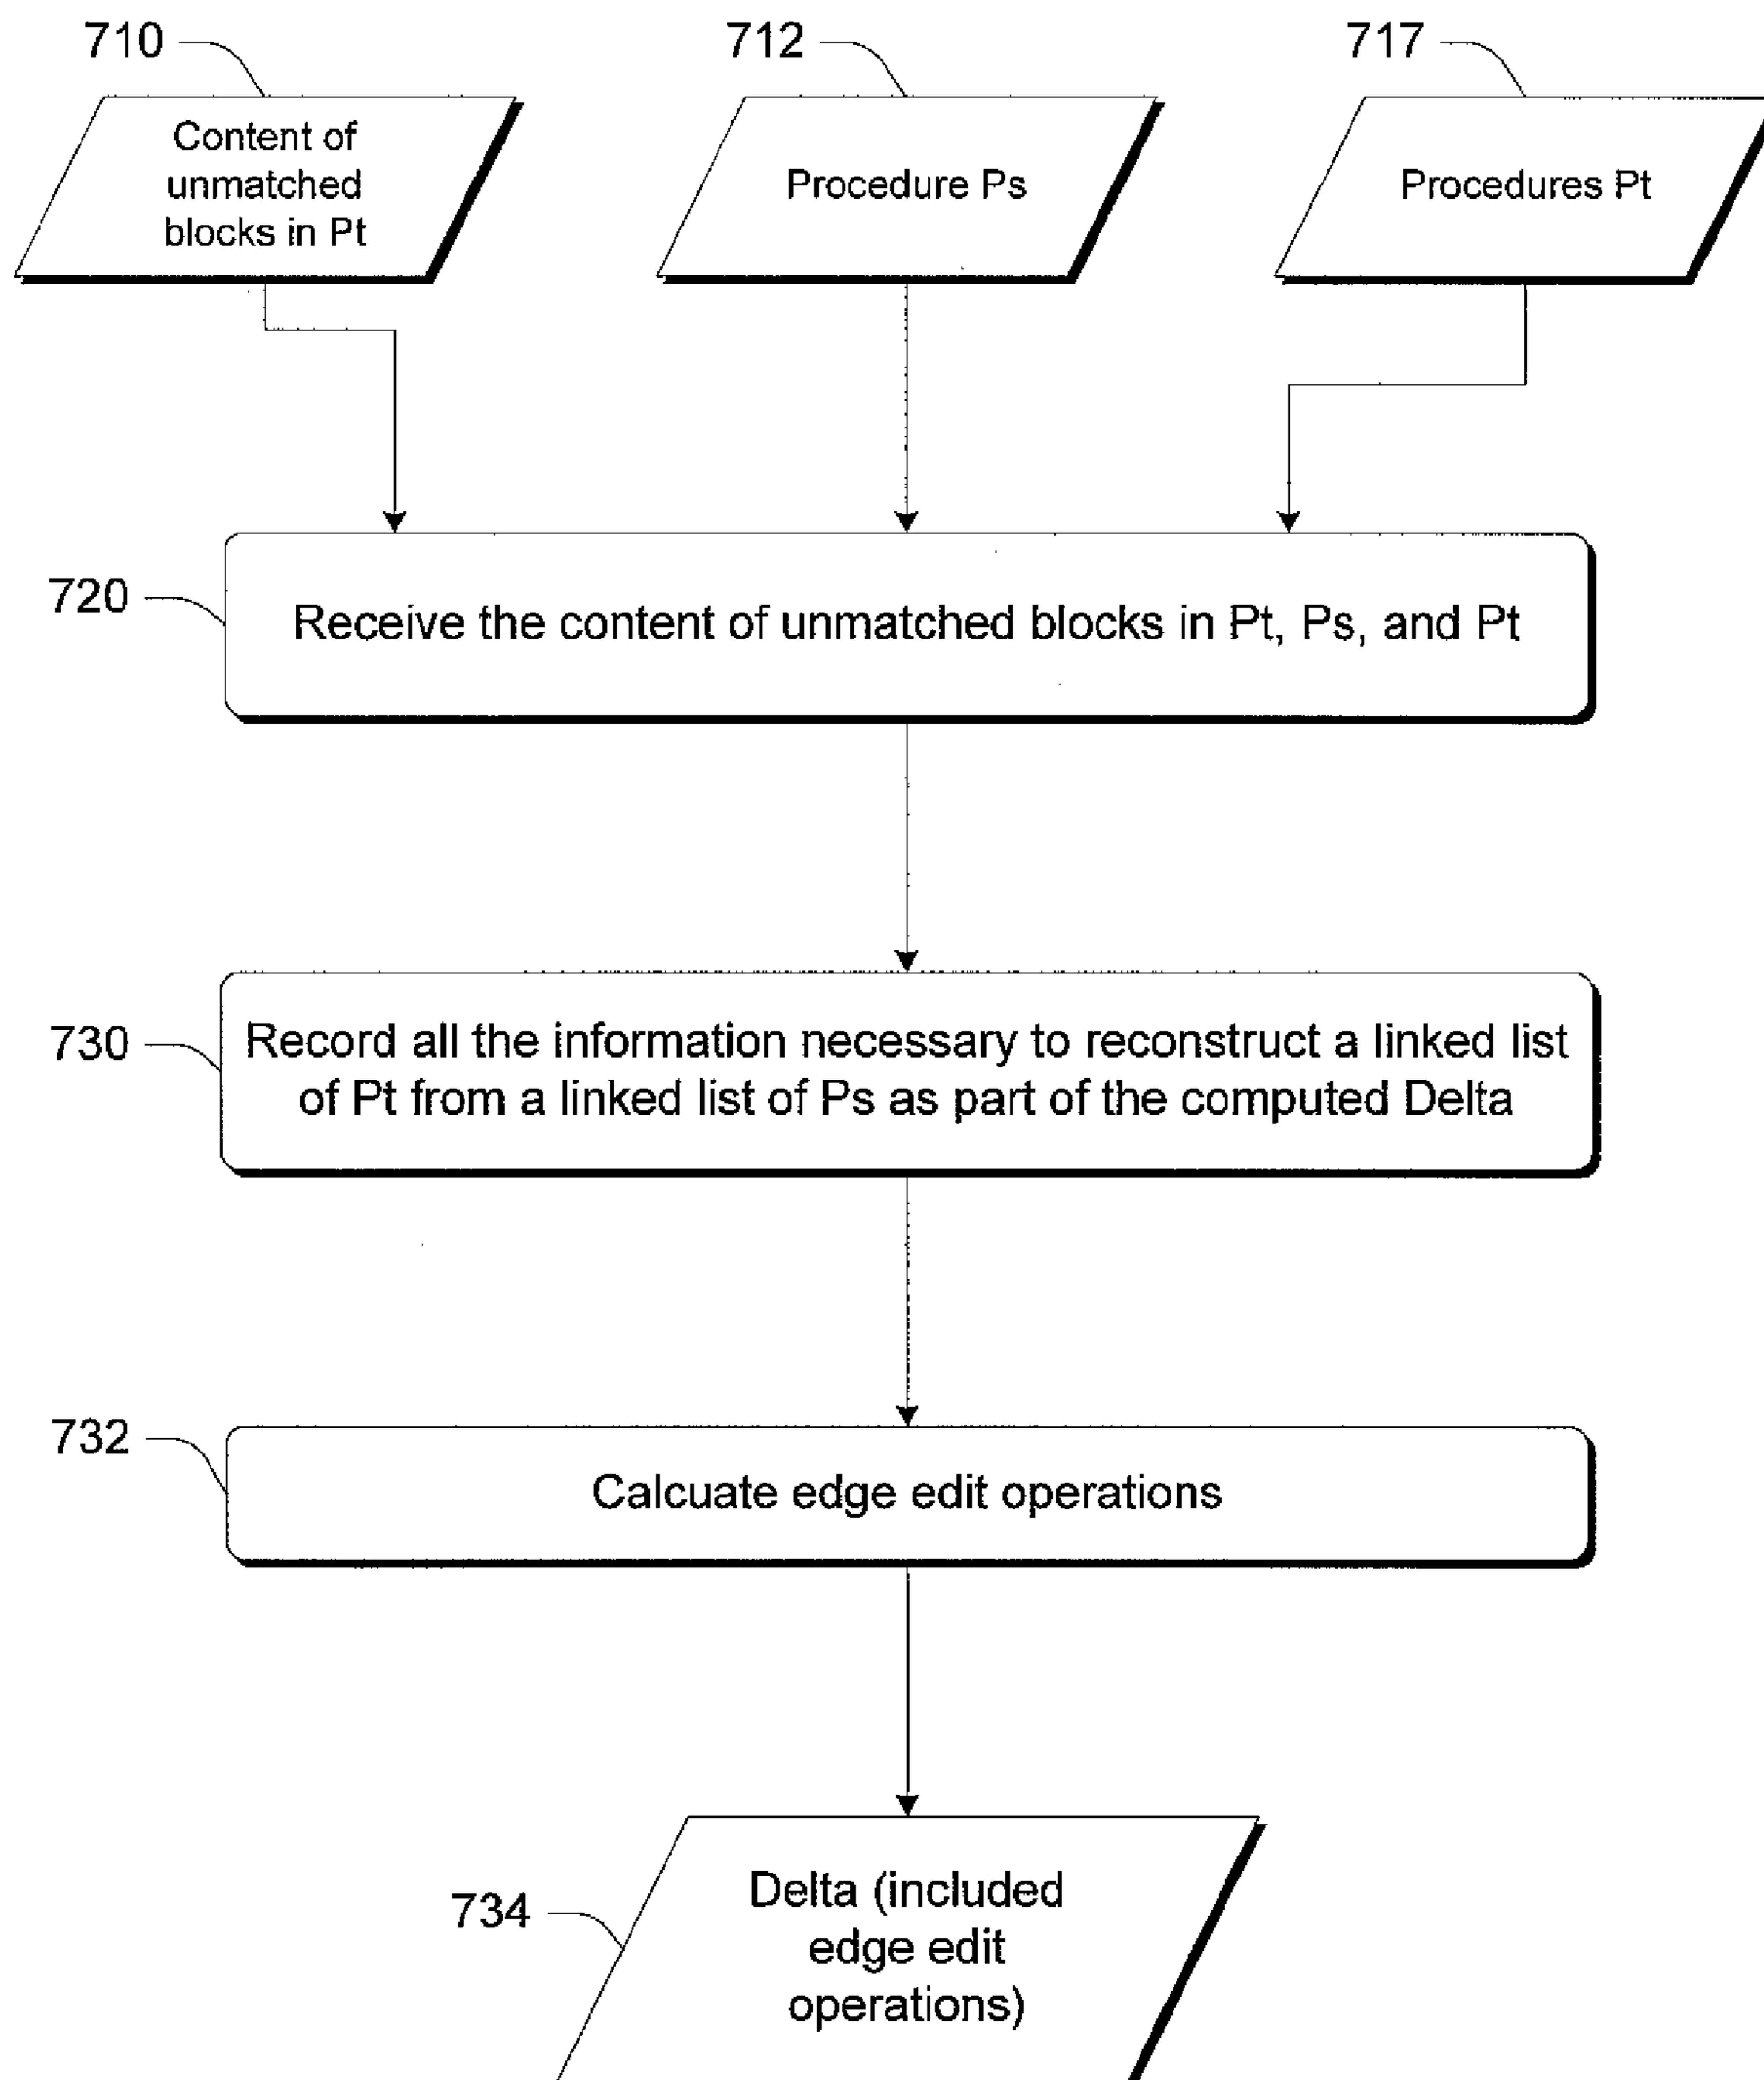 710
712
717
Content of
unmatched
blocks in Pt
Procedure Ps
Procedures Pt
720
Receive the content of unmatched blocks in Pt, Ps, and Pt
730
Record all the information necessary to reconstruct a linked list
of Pt from a linked list of Ps as part of the computed Delta
732
Calcuate edge edit operations
734
Delta (included
edge edit
operations)